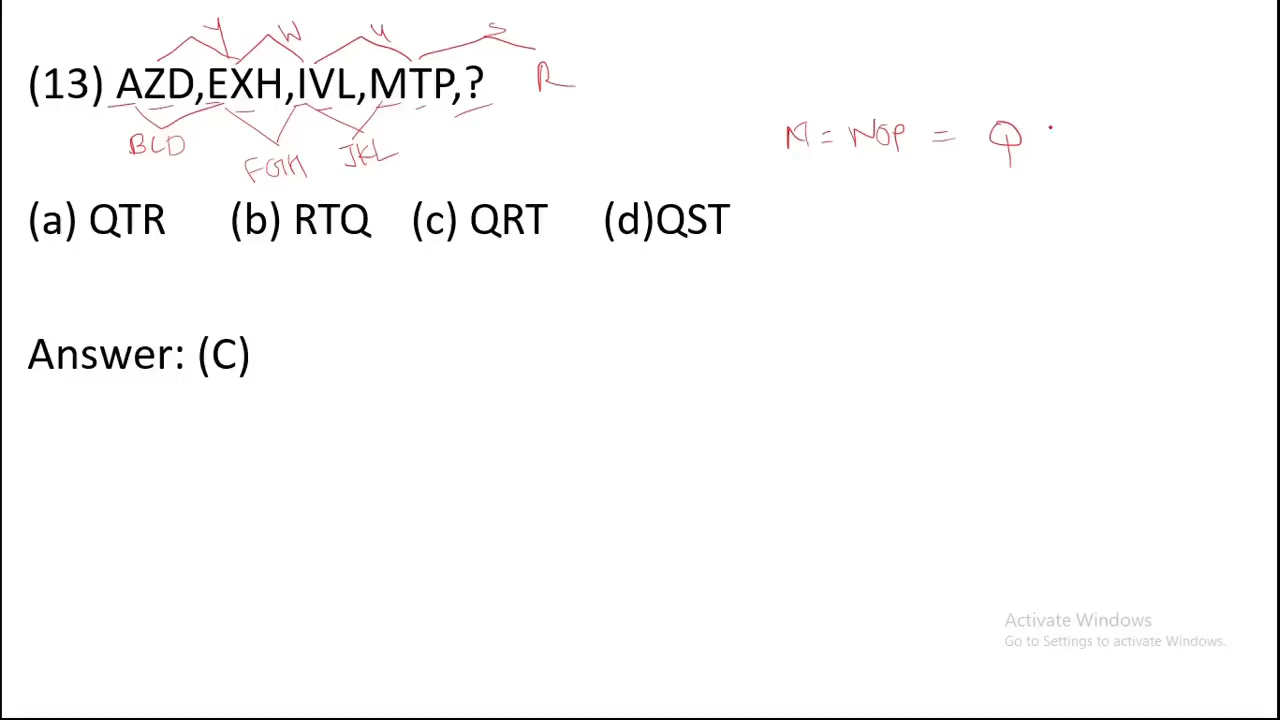 Y W U S
(13) AZD,EXH,IVL,MTP,? R
BCD FGH JKL M = NOP = Q
(a) QTR (b) RTQ (c) QRT (d)QST
Answer: (C)
Activate Windows
Go to Settings to activate Windows.